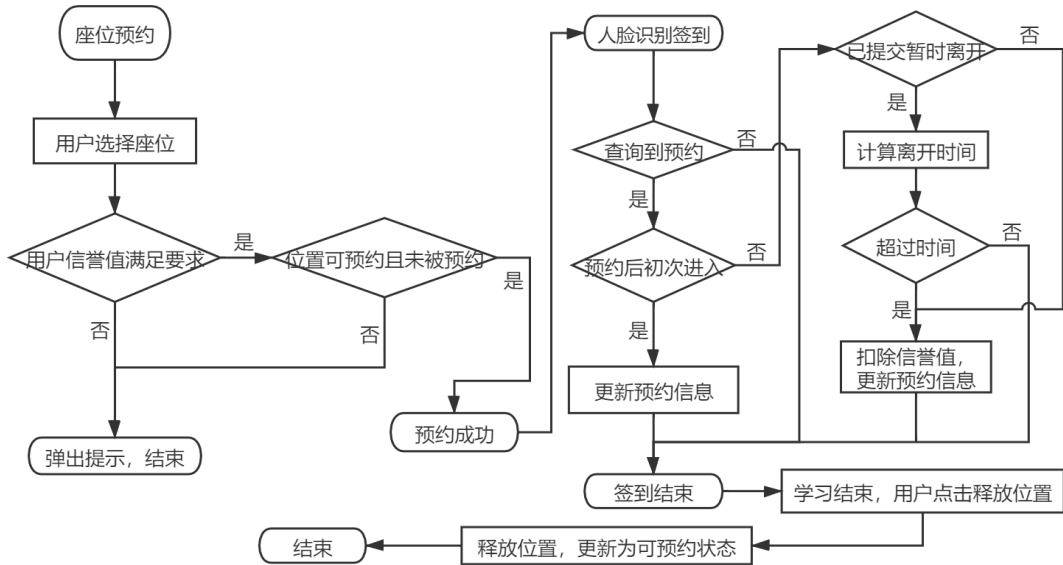 座位预约
用户选择座位
用户信誉值满足要求
是
位置可预约且未被预约
是
否
否
弹出提示，结束
预约成功
人脸识别签到
查询到预约
否
是
预约后初次进入
否
是
更新预约信息
已提交暂时离开
否
是
计算离开时间
超过时间
否
是
扣除信誉值，
更新预约信息
签到结束
学习结束，用户点击释放位置
释放位置，更新为可预约状态
结束